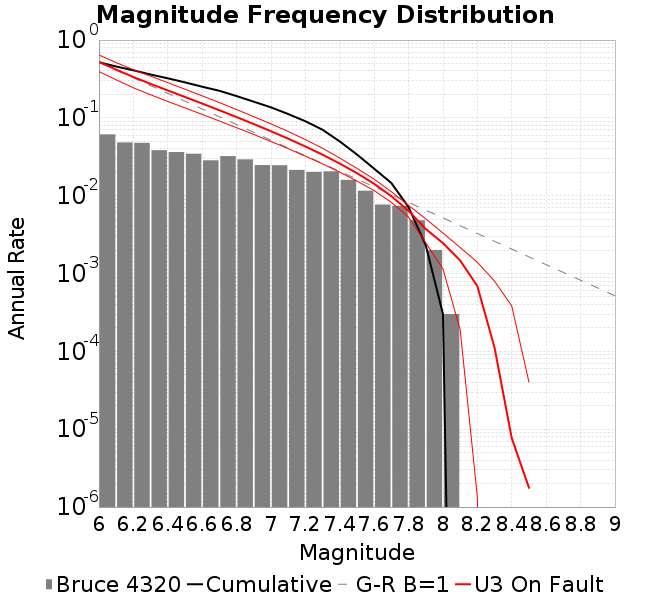 Magnitude Frequency Distribution
10^0
10^-1
10^-2
10^-3
10^-4
10^-5
10^-6
Annual Rate
6 6.2 6.4 6.6 6.8 7 7.2 7.4 7.6 7.8 8 8.2 8.4 8.6 8.8 9
Magnitude
Bruce 4320 Cumulative G-R B=1 U3 On Fault